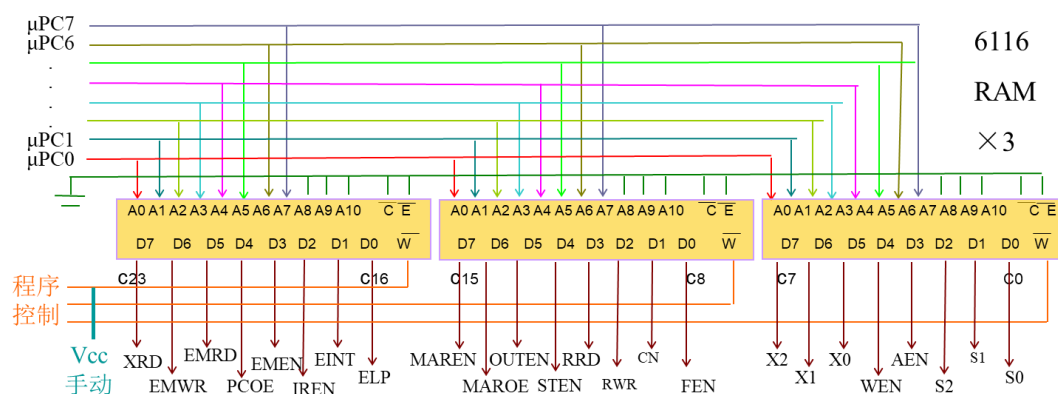 μPC7
μPC6
.
.
.
.
μPC1
μPC0
6116
RAM
×3
A0 A1 A2 A3 A4 A5 A6 A7 A8 A9 A10 C E
D7 D6 D5 D4 D3 D2 D1 D0 W
A0 A1 A2 A3 A4 A5 A6 A7 A8 A9 A10 C E
D7 D6 D5 D4 D3 D2 D1 D0 W
A0 A1 A2 A3 A4 A5 A6 A7 A8 A9 A10 C E
D7 D6 D5 D4 D3 D2 D1 D0 W
C23 C16 C15 C8 C7 C0
程序
控制
Vcc
手动
XRD EMWR EMRD PCOE EMEN IREN EINT ELP
MAREN MAROE OUTEN STEN RRD RWR CN FEN
X2 X1 X0 WEN AEN S2 S1 S0